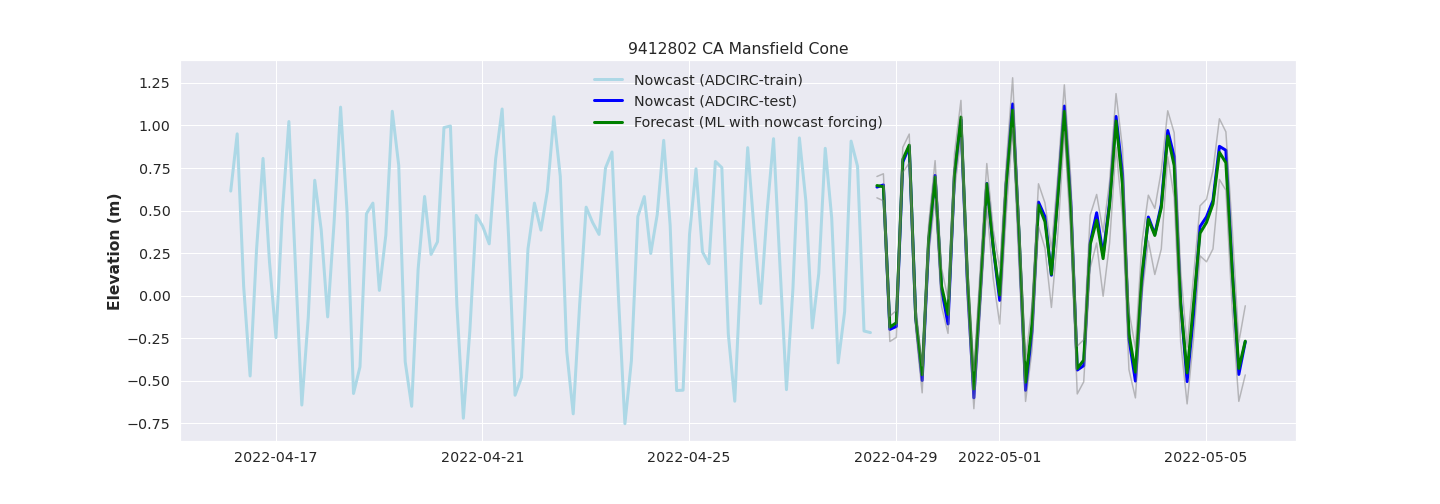 9412802 CA Mansfield Cone
Nowcast (ADCIRC-train)
Nowcast (ADCIRC-test)
Forecast (ML with nowcast forcing)
Elevation (m)
1.25
1.00
0.75
0.50
0.25
0.00
−0.25
−0.50
−0.75
2022-04-17 2022-04-21 2022-04-25 2022-04-29 2022-05-01 2022-05-05